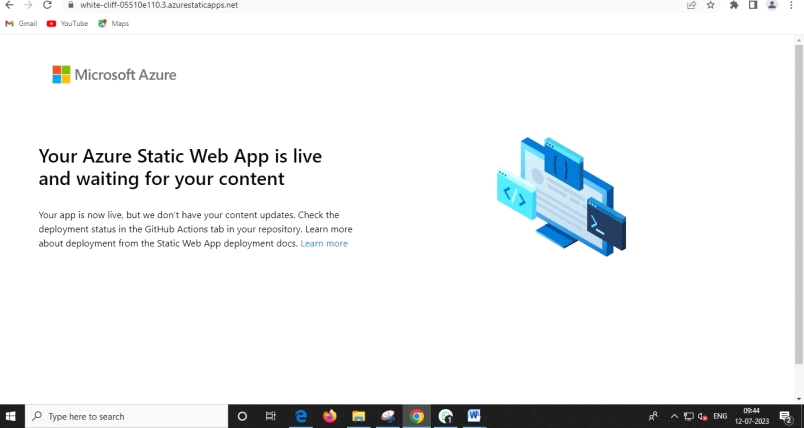 white-cliff-05510e110.3.azurestaticapps.net
Gmail YouTube Maps
Microsoft Azure
Your Azure Static Web App is live
and waiting for your content
Your app is now live, but we don't have your content updates. Check the
deployment status in the GitHub Actions tab in your repository. Learn more
about deployment from the Static Web App deployment docs. Learn more
Type here to search
ENG
09:44
12-07-2023
2